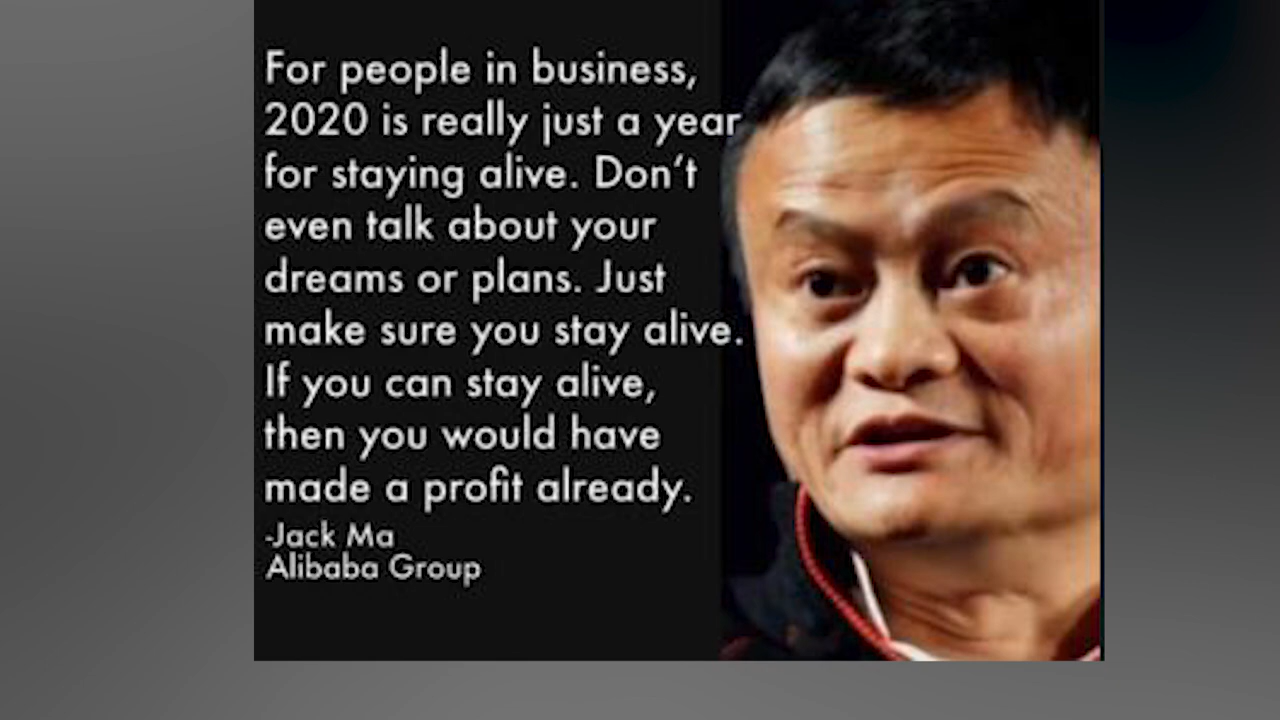 For people in business,
2020 is really just a year
for staying alive. Don't
even talk about your
dreams or plans. Just
make sure you stay alive.
If you can stay alive,
then you would have
made a profit already.
-Jack Ma
Alibaba Group